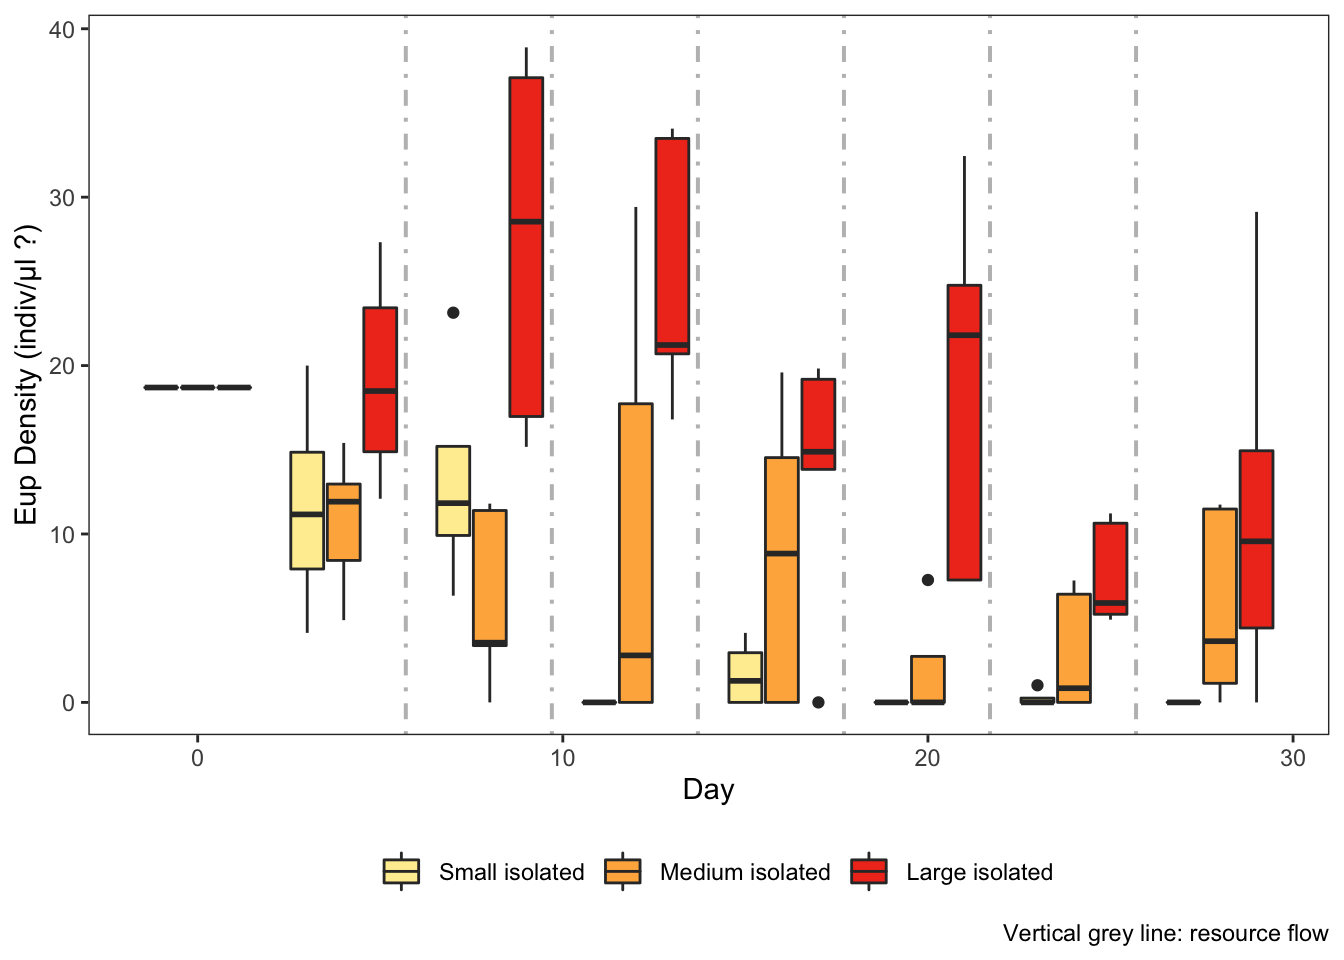 40
30
20
10
0
Eup Density (indiv/μl ?)
0 10 20 30
Day
Small isolated Medium isolated Large isolated
Vertical grey line: resource flow